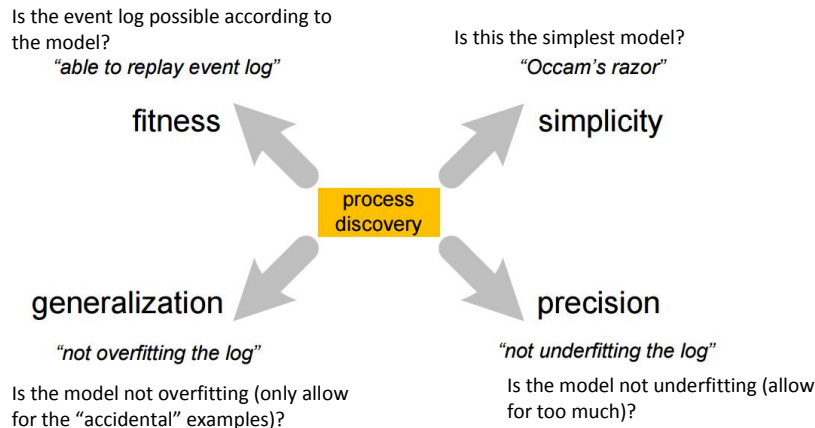 Is the event log possible according to
the model?
"able to replay event log"
fitness
Is this the simplest model?
"Occam's razor"
simplicity
process
discovery
generalization
"not overfitting the log"
Is the model not overfitting (only allow
for the "accidental" examples)?
precision
"not underfitting the log"
Is the model not underfitting (allow
for too much)?